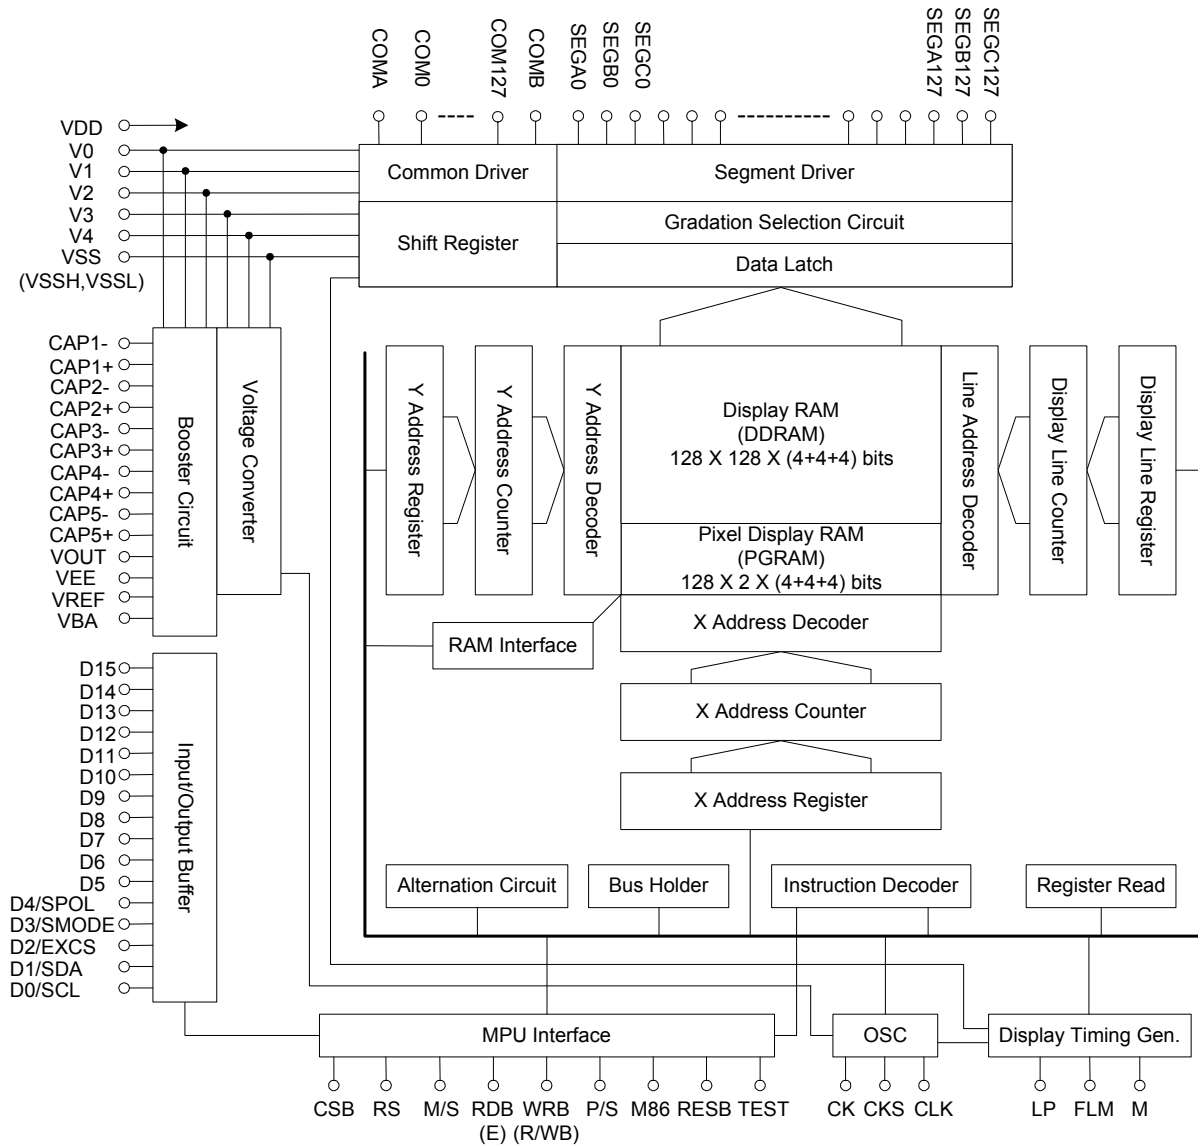 COMA
COM0
COM127
COMB
SEGA0
SEGB0
SEGC0
SEGA127
SEGB127
SEGC127
VDD
V0
V1
V2
V3
V4
VSS
(VSSH,VSSL)
Common Driver
Segment Driver
Shift Register
Gradation Selection Circuit
Data Latch
CAP1-
CAP1+
CAP2-
CAP2+
CAP3-
CAP3+
CAP4-
CAP4+
CAP5-
CAP5+
VOUT
VEE
VREF
VBA
Booster Circuit
Voltage Converter
Y Address Register
Y Address Counter
Y Address Decoder
Display RAM
(DDRAM)
128 X 128 X (4+4+4) bits
Pixel Display RAM
(PGRAM)
128 X 2 X (4+4+4) bits
Line Address Decoder
Display Line Counter
Display Line Register
RAM Interface
X Address Decoder
X Address Counter
X Address Register
D15
D14
D13
D12
D11
D10
D9
D8
D7
D6
D5
D4/SPOL
D3/SMODE
D2/EXCS
D1/SDA
D0/SCL
Input/Output Buffer
Alternation Circuit
Bus Holder
Instruction Decoder
Register Read
MPU Interface
OSC
Display Timing Gen.
CSB
RS
M/S
RDB
(E)
WRB
(R/WB)
P/S
M86
RESB
TEST
CK
CKS
CLK
LP
FLM
M